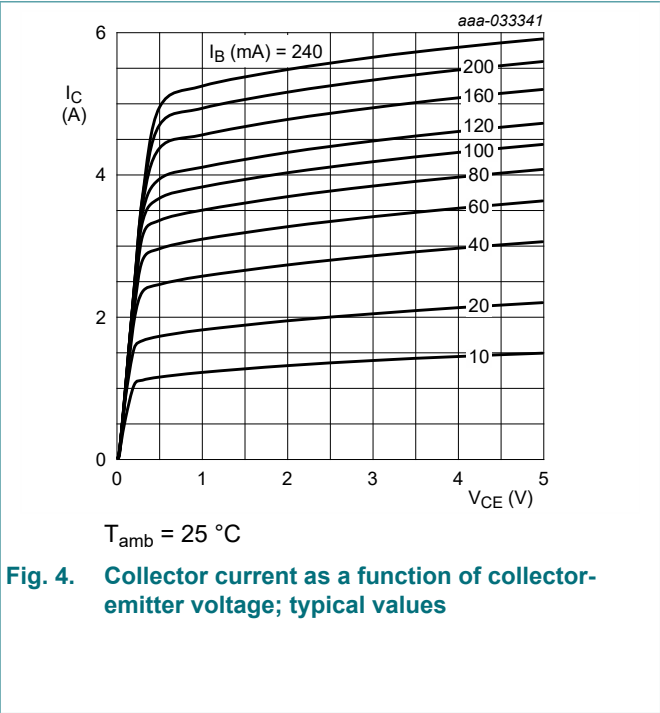 aaa-033341
6
I_B (mA) = 240
I_C
(A)
200
160
120
4
100
80
60
40
2
20
10
0
0 1 2 3 4 5
V_CE (V)
T_amb = 25 °C
Fig. 4. Collector current as a function of collector-
emitter voltage; typical values